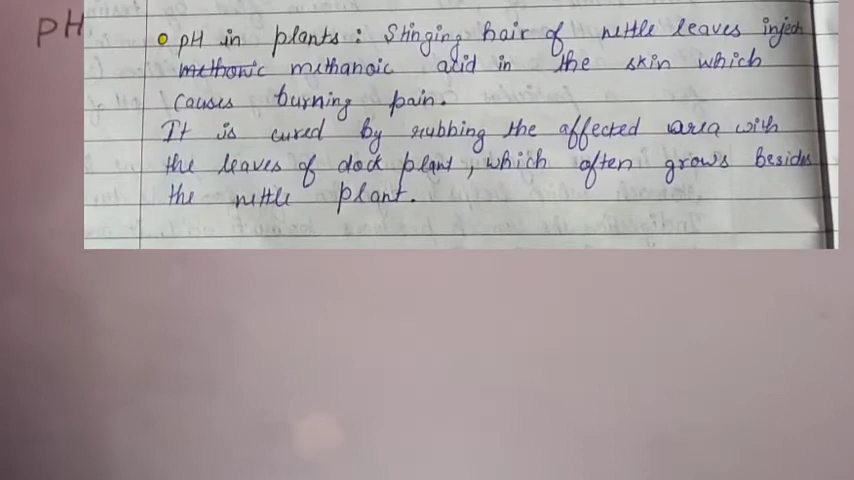 pH
pH in plants: Stinging hair of nettle leaves inject
methonic methanoic acid in the skin which
causes burning pain.
It is cured by rubbing the affected area with
the leaves of dock plant, which often grows besides
the nettle plant.